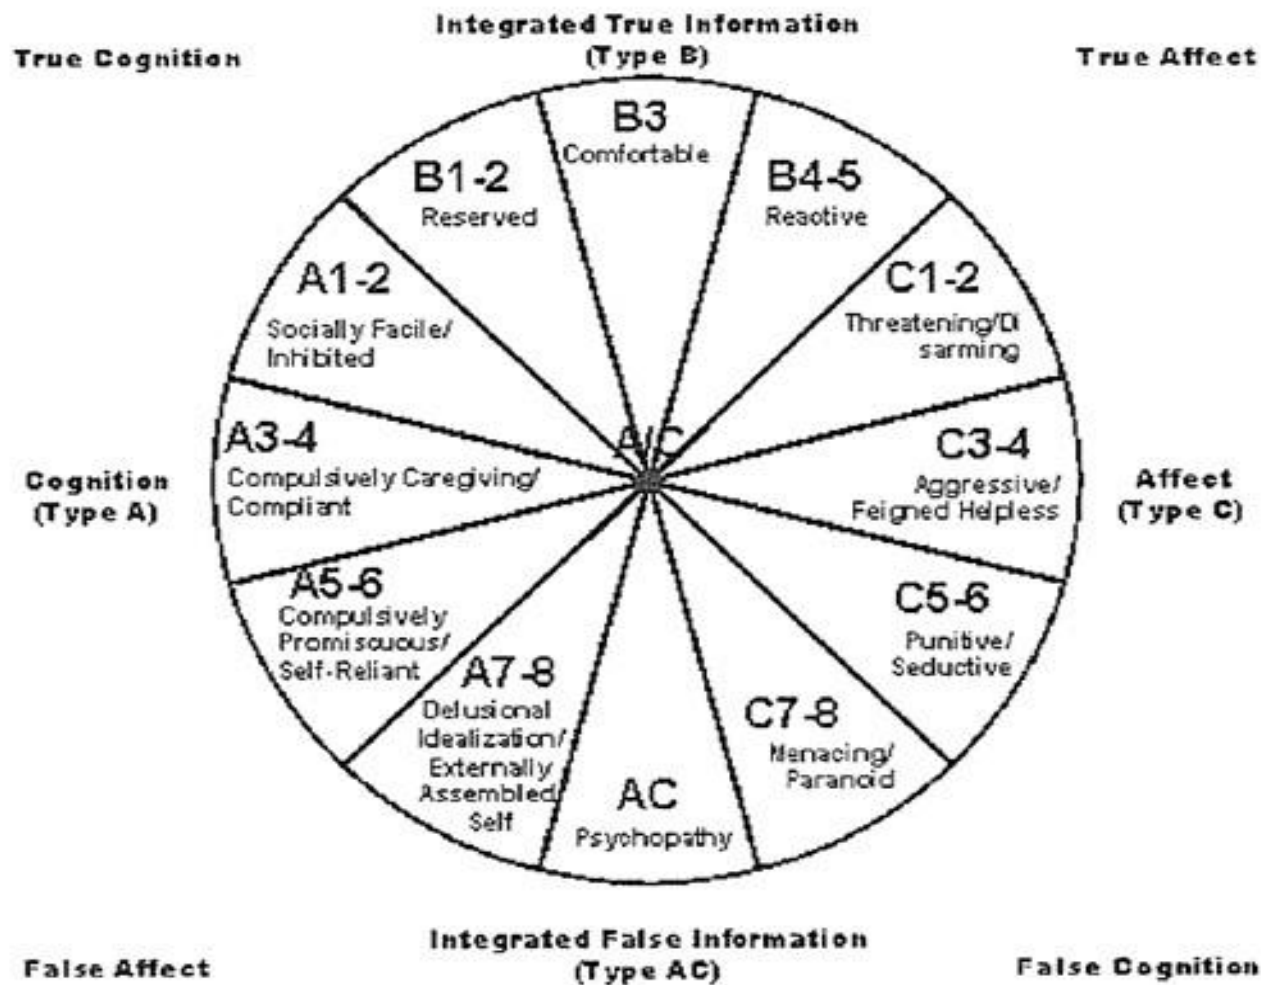 Integrated True Information
(Type B)
True Cognition
True Affect
B3
Comfortable
B1-2
Reserved
B4-5
Reactive
A1-2
Socially Facile/
Inhibited
C1-2
Threatening/Di
sarming
A/C
A3-4
Compulsively Caregiving/
Compliant
C3-4
Aggressive/
Feigned Helpless
Cognition
(Type A)
Affect
(Type C)
A5-6
Compulsively
Promiscuous/
Self-Reliant
C5-6
Punitive/
Seductive
A7-8
Delusional
Idealization/
Externally
Assembled
Self
C7-8
Menacing/
Paranoid
AC
Psychopathy
Integrated False Information
(Type AC)
False Affect
False Cognition